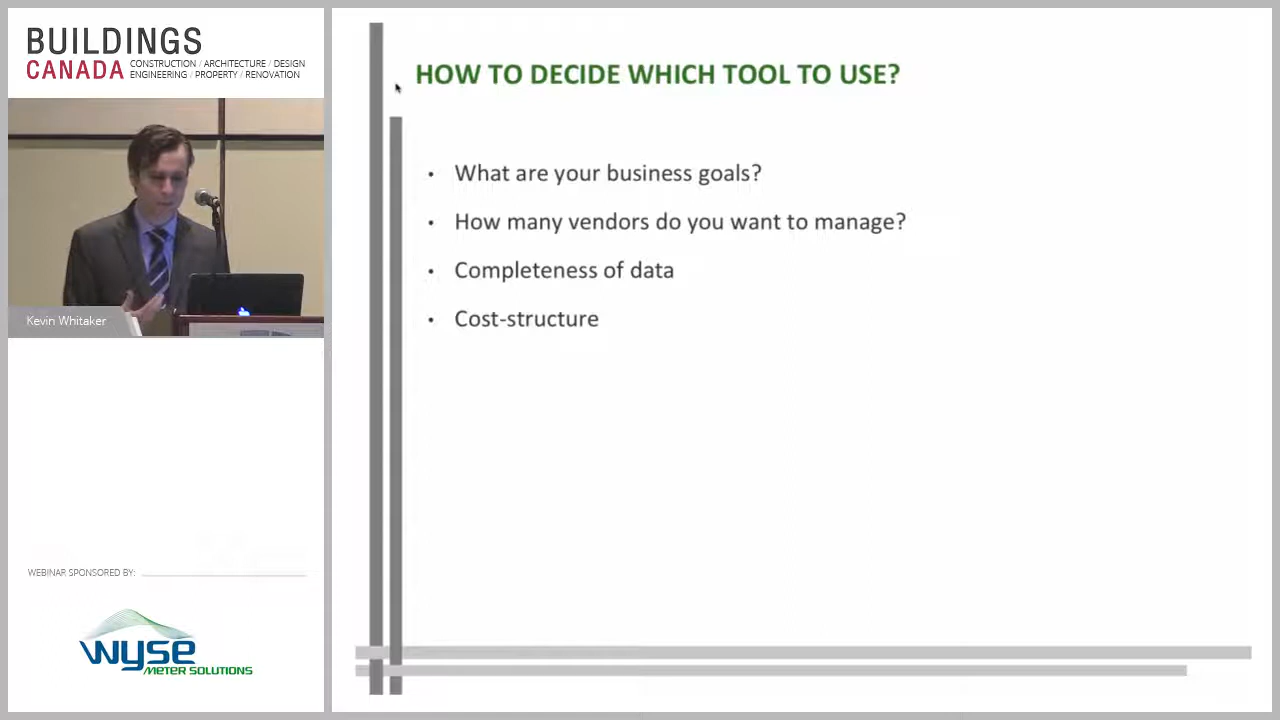 BUILDINGS
CANADA
CONSTRUCTION / ARCHITECTURE / DESIGN
ENGINEERING / PROPERTY / RENOVATION
Kevin Whitaker
WEBINAR SPONSORED BY:
wyse
METER SOLUTIONS
HOW TO DECIDE WHICH TOOL TO USE?
• What are your business goals?
• How many vendors do you want to manage?
• Completeness of data
• Cost-structure